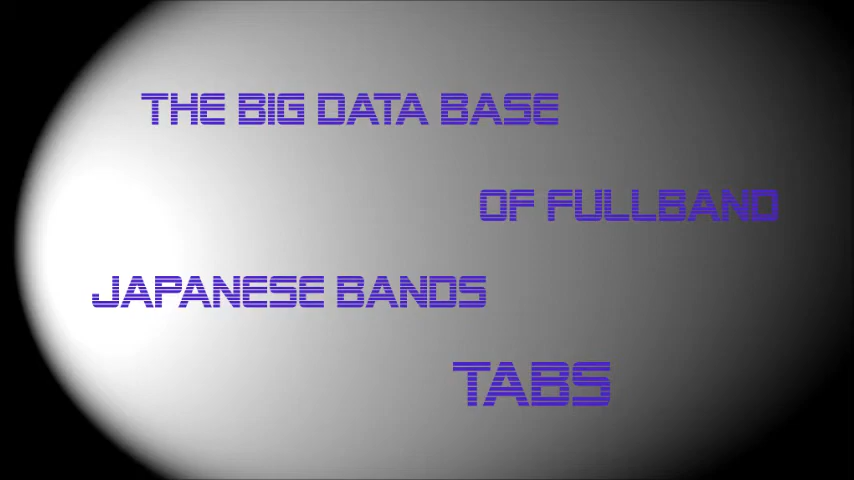 THE BIG DATA BASE
OF FULLBAND
JAPANESE BANDS
TABS